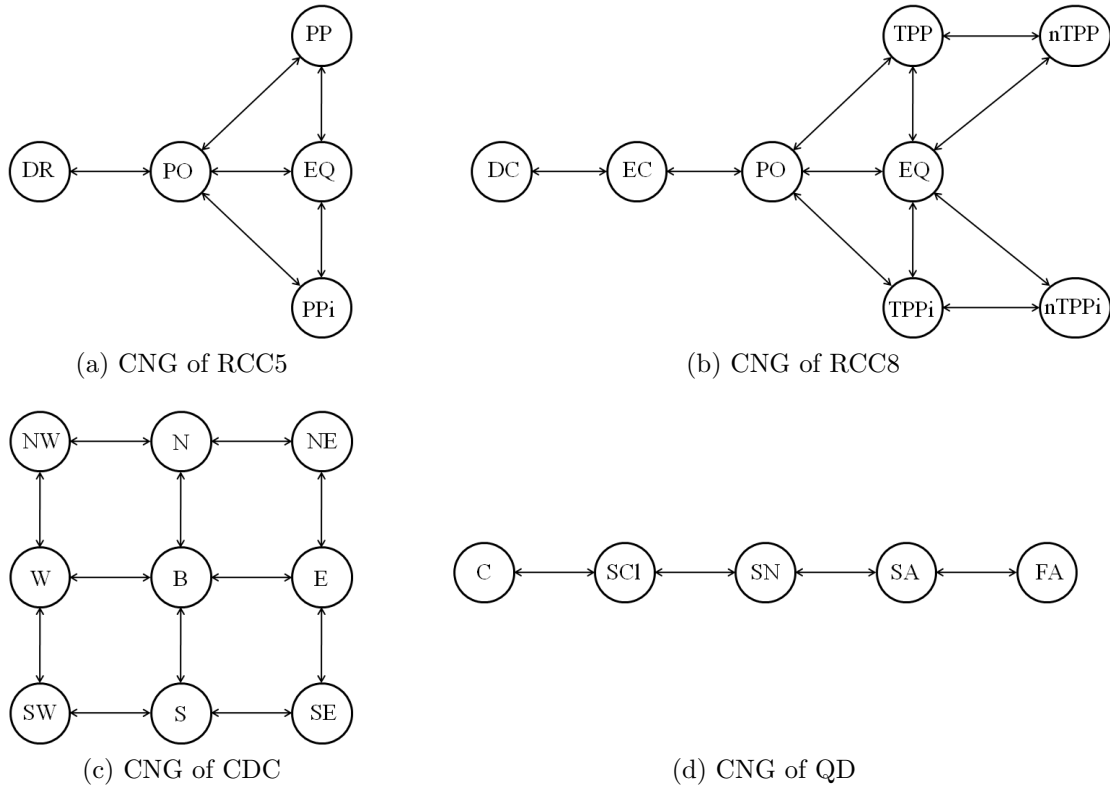 PP
DR
PO
EQ
PPi
(a) CNG of RCC5
TPP
nTPP
DC
EC
PO
EQ
TPPi
nTPPi
(b) CNG of RCC8
NW
N
NE
W
B
E
SW
S
SE
(c) CNG of CDC
C
SCl
SN
SA
FA
(d) CNG of QD